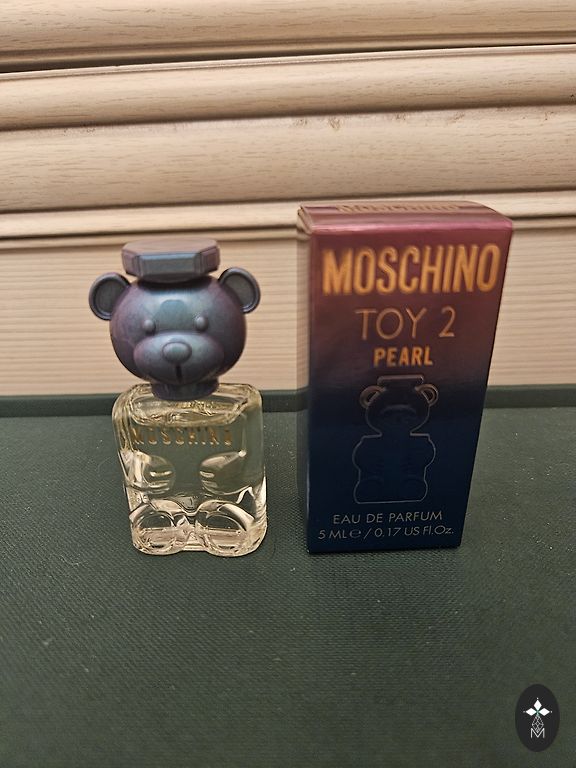 MOSCHINO
MOSCHINO
TOY 2
PEARL
EAU DE PARFUM
5 ML ℮ / 0.17 US Fl.Oz.
M